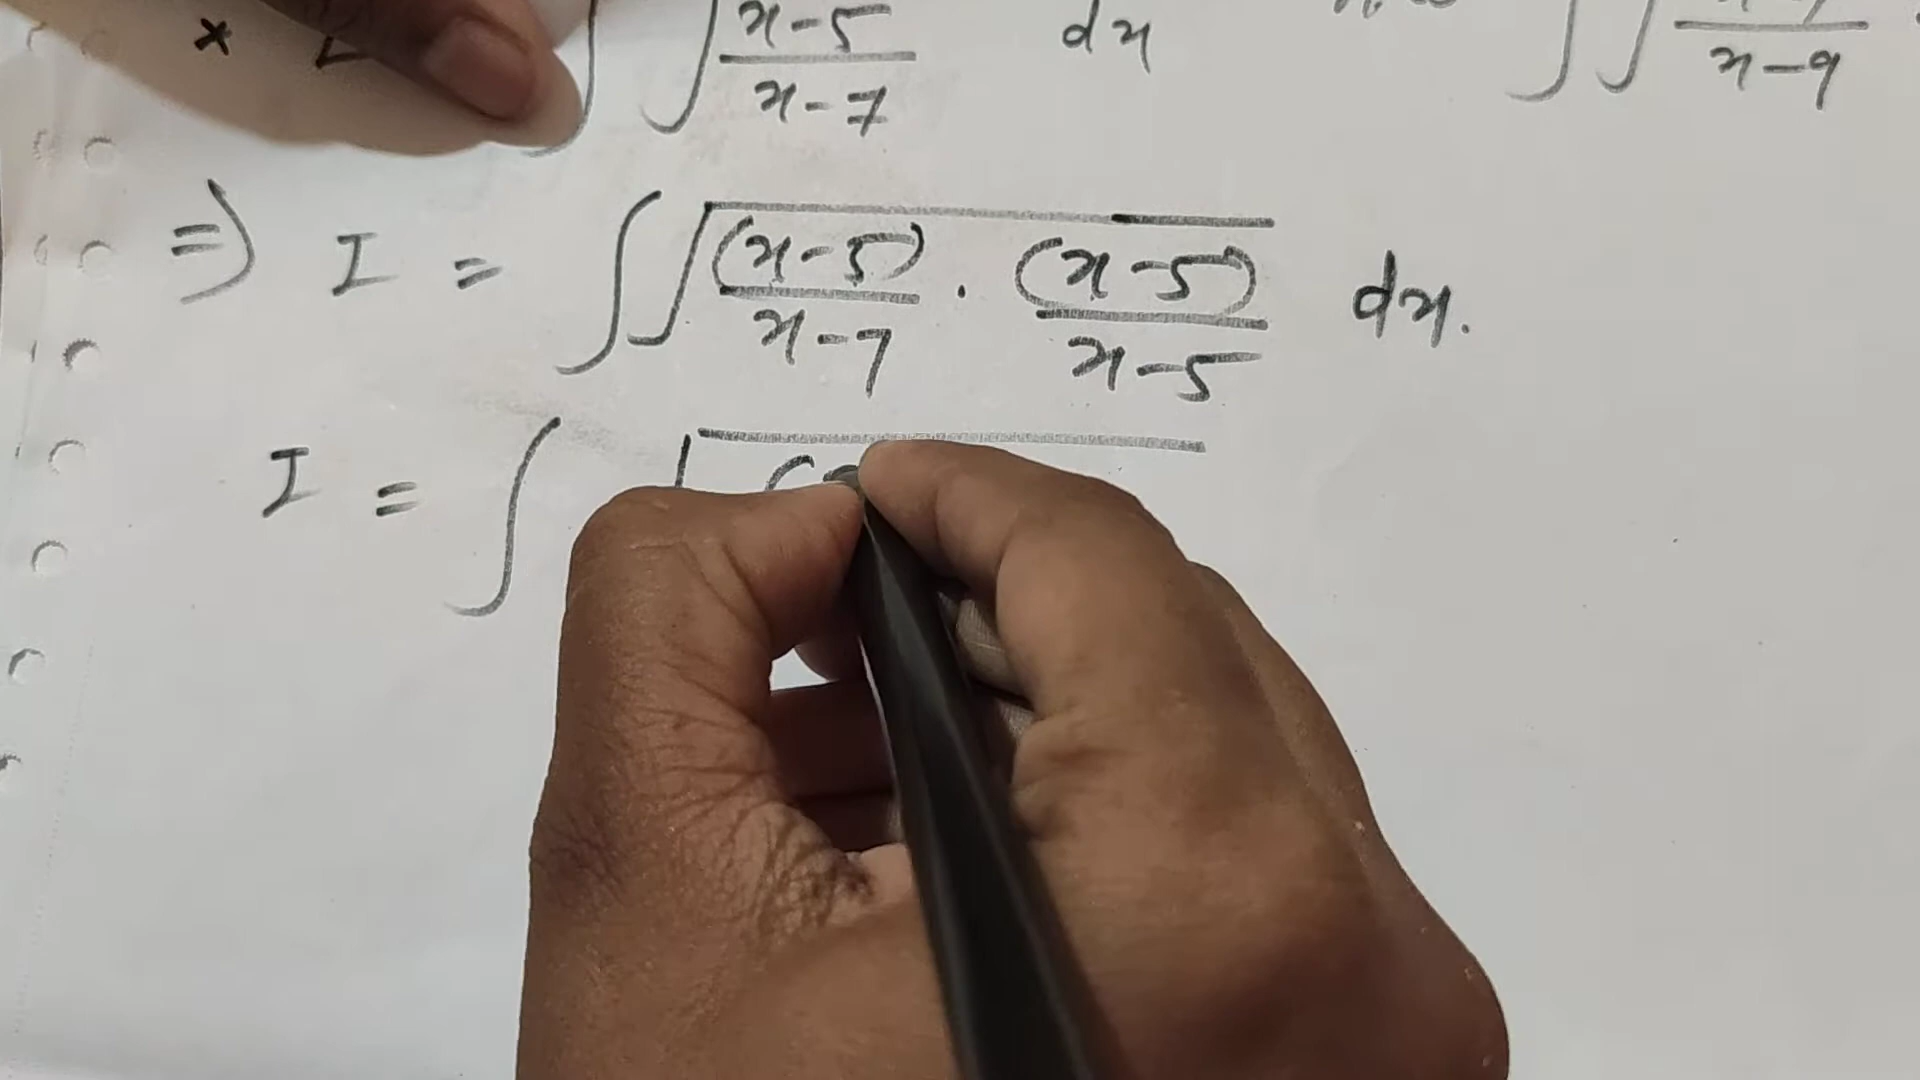 * ∫ √(x-5)/(x-7) dx
∫ √ /(x-9)
=> I = ∫ √((x-5)/(x-7) . (x-5)/(x-5)) dx.
I = ∫ √(